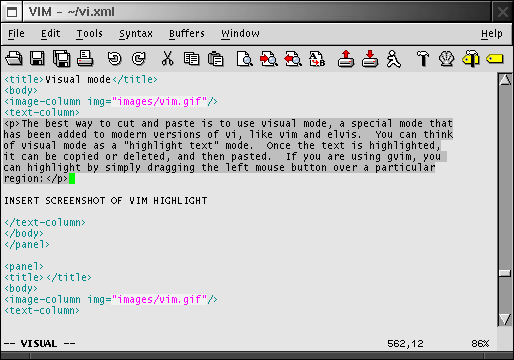 VIM - ~/vi.xml
File Edit Tools Syntax Buffers Window Help
<title>Visual mode</title>
<body>
<image-column img="images/vim.gif"/>
<text-column>
<p>The best way to cut and paste is to use visual mode, a special mode that
has been added to modern versions of vi, like vim and elvis.  You can think
of visual mode as a "highlight text" mode.  Once the text is highlighted,
it can be copied or deleted, and then pasted.  If you are using gvim, you
can highlight by simply dragging the left mouse button over a particular
region:</p>
INSERT SCREENSHOT OF VIM HIGHLIGHT
</text-column>
</body>
</panel>
<panel>
<title></title>
<body>
<image-column img="images/vim.gif"/>
<text-column>
-- VISUAL -- 562,12 86%